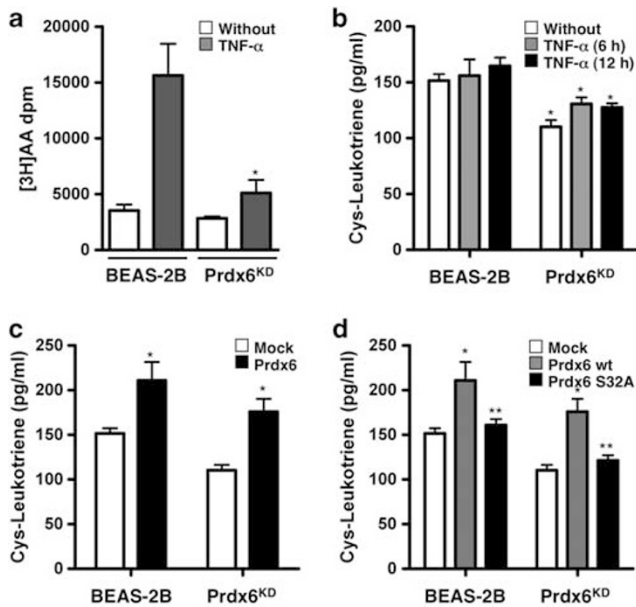 a
Without
TNF-α
[3H]AA dpm
20000
15000
10000
5000
0
BEAS-2B
Prdx6KD
*
b
Without
TNF-α (6 h)
TNF-α (12 h)
Cys-Leukotriene (pg/ml)
200
150
100
50
0
* * *
BEAS-2B
Prdx6KD
c
Mock
Prdx6
Cys-Leukotriene (pg/ml)
250
200
150
100
50
0
* *
BEAS-2B
Prdx6KD
d
Mock
Prdx6 wt
Prdx6 S32A
Cys-Leukotriene (pg/ml)
250
200
150
100
50
0
* ** * **
BEAS-2B
Prdx6KD